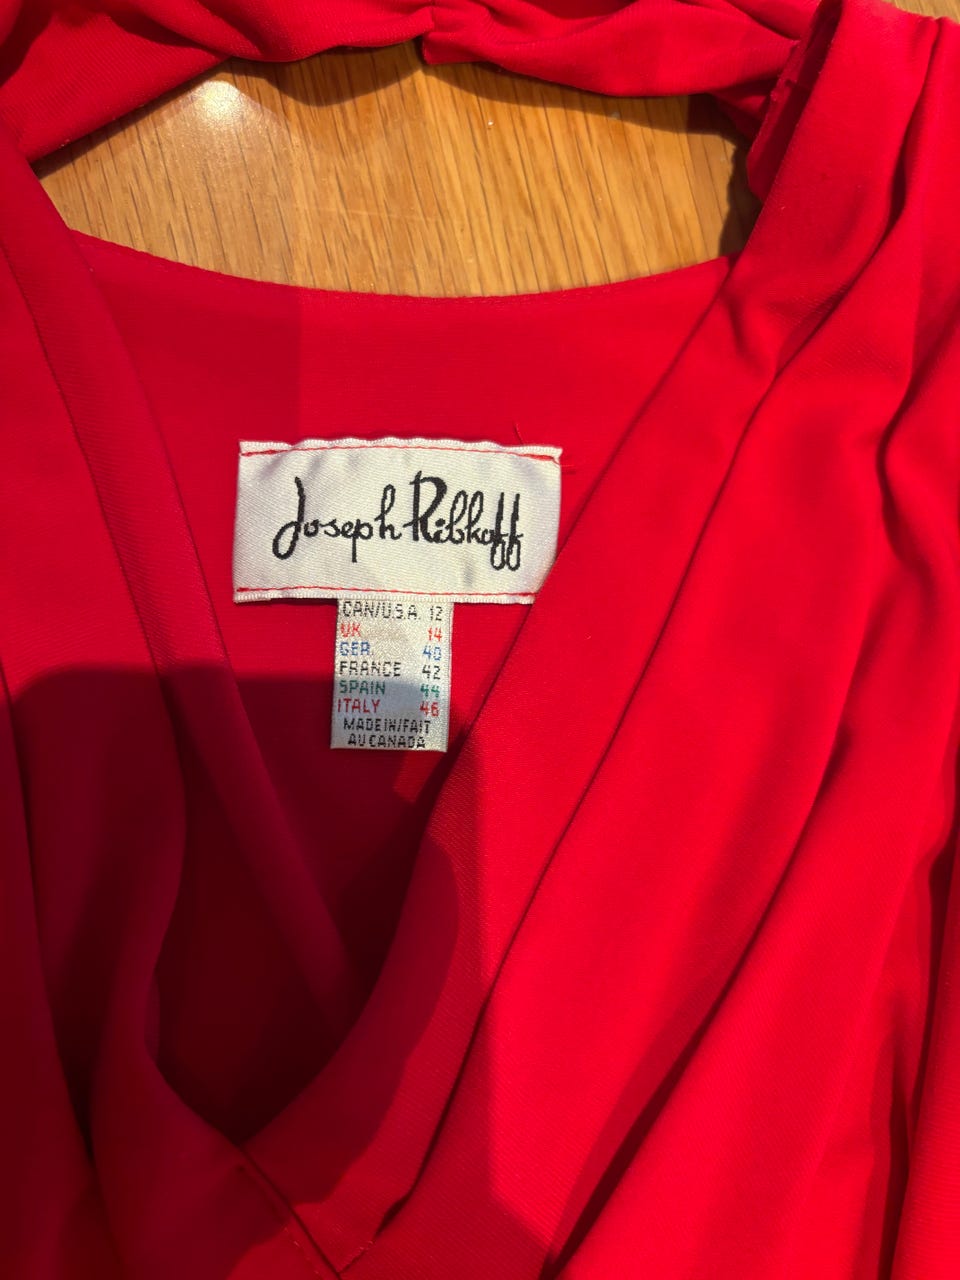 Joseph Ribkoff
CAN/U.S.A. 12
UK 14
GER. 40
FRANCE 42
SPAIN 44
ITALY 46
MADE IN/FAIT
AU CANADA